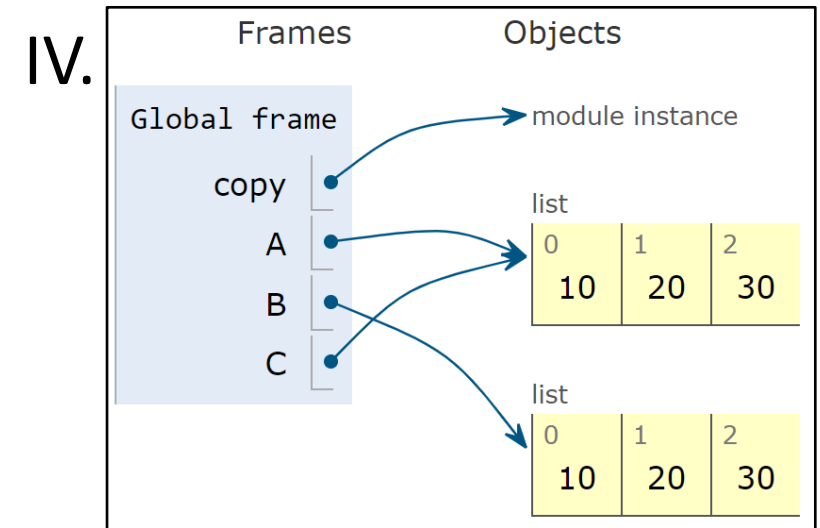 IV.
Frames Objects
Global frame
module instance
copy
list
A
0 1 2
10 20 30
B
C
list
0 1 2
10 20 30